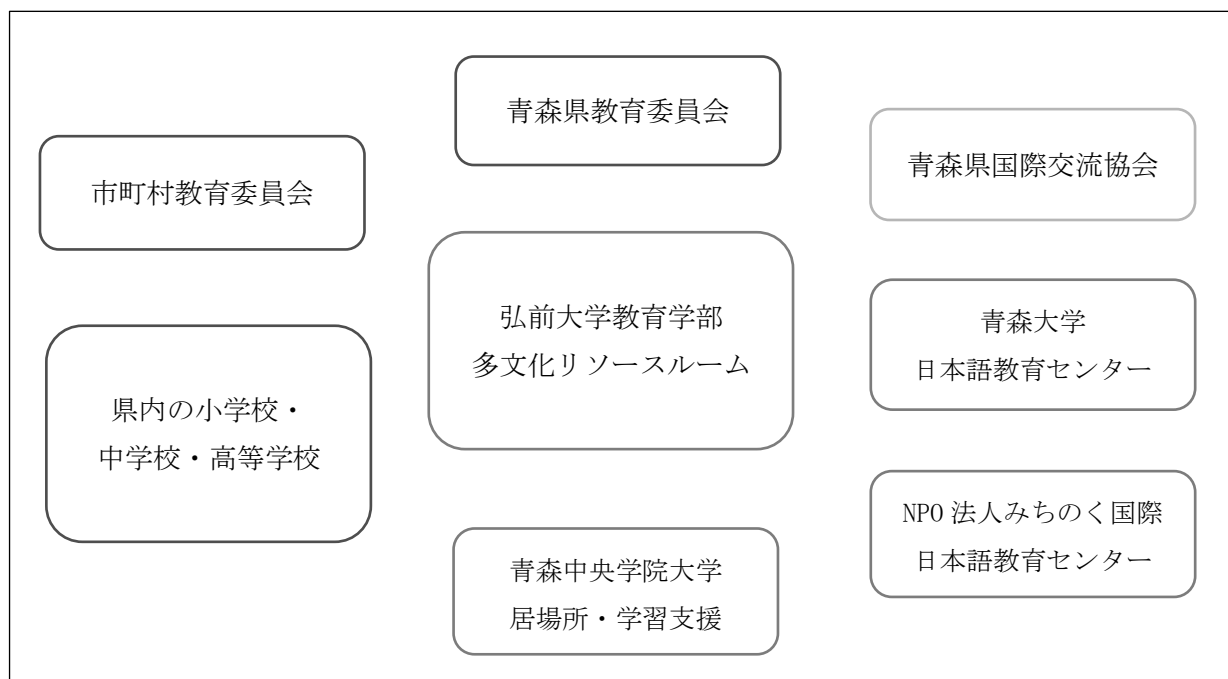 青森県教育委員会
市町村教育委員会
青森県国際交流協会
弘前大学教育学部
多文化リソースルーム
青森大学
日本語教育センター
県内の小学校・
中学校・高等学校
NPO 法人みちのく国際
日本語教育センター
青森中央学院大学
居場所・学習支援